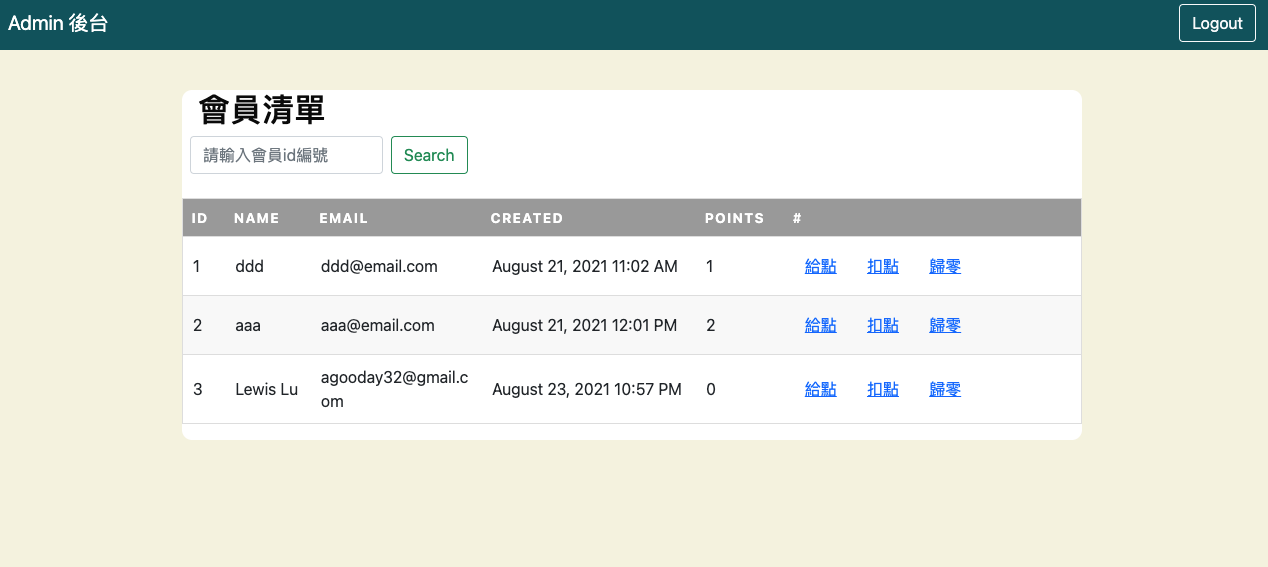 Admin 後台 Logout
會員清單
請輸入會員id編號 Search
ID NAME EMAIL CREATED POINTS #
1 ddd ddd@email.com August 21, 2021 11:02 AM 1 給點 扣點 歸零
2 aaa aaa@email.com August 21, 2021 12:01 PM 2 給點 扣點 歸零
3 Lewis Lu agooday32@gmail.c August 23, 2021 10:57 PM 0 給點 扣點 歸零
om